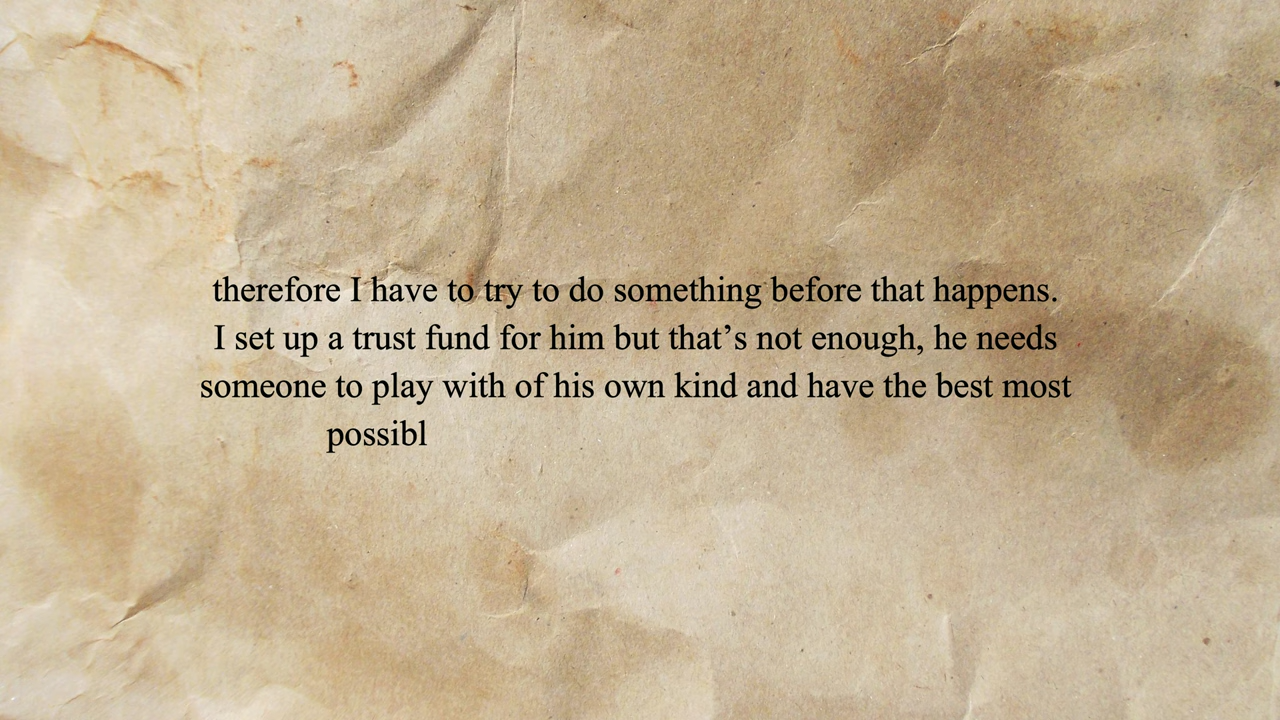 therefore I have to try to do something before that happens.
I set up a trust fund for him but that’s not enough, he needs
someone to play with of his own kind and have the best most
possibl